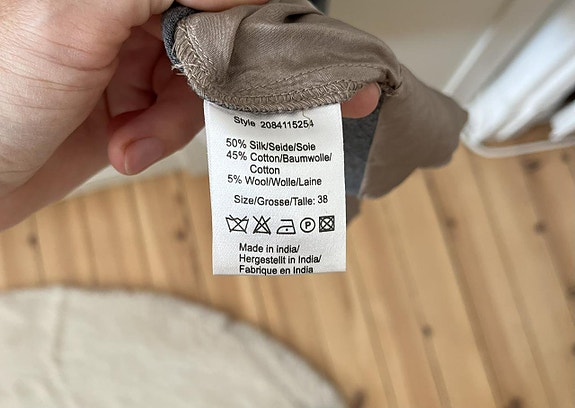 Style 2084115254
50% Silk/Seide/Soie
45% Cotton/Baumwolle/
Cotton
5% Wool/Wolle/Laine
Size/Grosse/Talle: 38
P
Made in india/
Hergestellt in India/
Fabrique en India